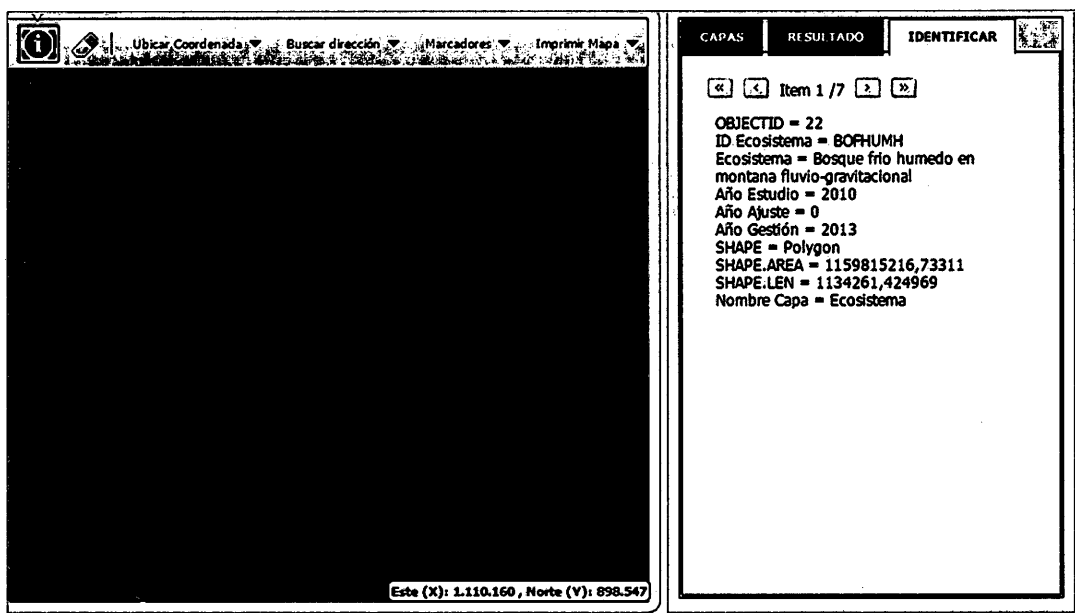 Ubicar Coordenada Buscar dirección Marcadores Imprimir Mapa
CAPAS RESULTADO IDENTIFICAR
Item 1 /7
OBJECTID = 22
ID Ecosistema = BOFHUMH
Ecosistema = Bosque frio humedo en
montana fluvio-gravitacional
Año Estudio = 2010
Año Ajuste = 0
Año Gestión = 2013
SHAPE = Polygon
SHAPE.AREA = 1159815216,73311
SHAPE.LEN = 1134261,424969
Nombre Capa = Ecosistema
Este (X): 1.110.160 , Norte (Y): 898.547